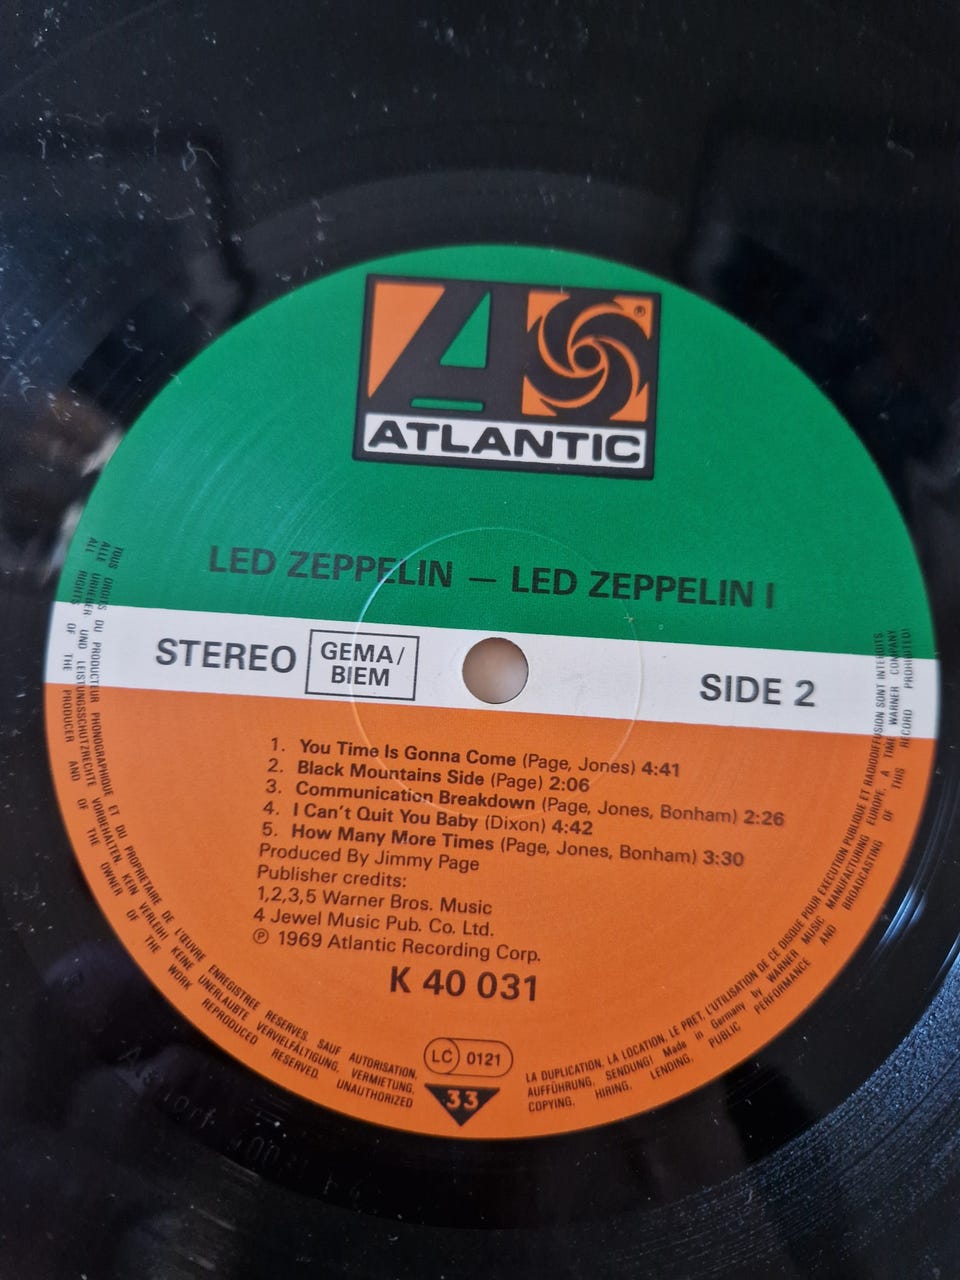 ATLANTIC
®
LED ZEPPELIN — LED ZEPPELIN I
STEREO
GEMA/
BIEM
SIDE 2
1. You Time Is Gonna Come (Page, Jones) 4:41
2. Black Mountains Side (Page) 2:06
3. Communication Breakdown (Page, Jones, Bonham) 2:26
4. I Can't Quit You Baby (Dixon) 4:42
5. How Many More Times (Page, Jones, Bonham) 3:30
Produced By Jimmy Page
Publisher credits:
1,2,3,5 Warner Bros. Music
4 Jewel Music Pub. Co. Ltd.
℗ 1969 Atlantic Recording Corp.
K 40 031
LC 0121
33
TOUS DROITS DU PRODUCTEUR PHONOGRAPHIQUE ET DU PROPRIETAIRE DE L'ŒUVRE ENREGISTREE RESERVES. SAUF AUTORISATION, LA DUPLICATION, LA LOCATION, LE PRET, L'UTILISATION DE CE DISQUE POUR EXECUTION PUBLIQUE ET RADIODIFFUSION SONT INTERDITS.
ALLE URHEBER UND LEISTUNGSSCHUTZRECHTE VORBEHALTEN. KEIN VERLEIH! KEINE UNERLAUBTE VERVIELFÄLTIGUNG, VERMIETUNG, AUFFÜHRUNG, SENDUNG! Made in Germany by WARNER MUSIC MANUFACTURING EUROPE. A TIME WARNER COMPANY
ALL RIGHTS OF THE PRODUCER AND OF THE OWNER OF THE WORK REPRODUCED RESERVED. UNAUTHORIZED COPYING, HIRING, LENDING, PUBLIC PERFORMANCE AND BROADCASTING OF THIS RECORD PROHIBITED!